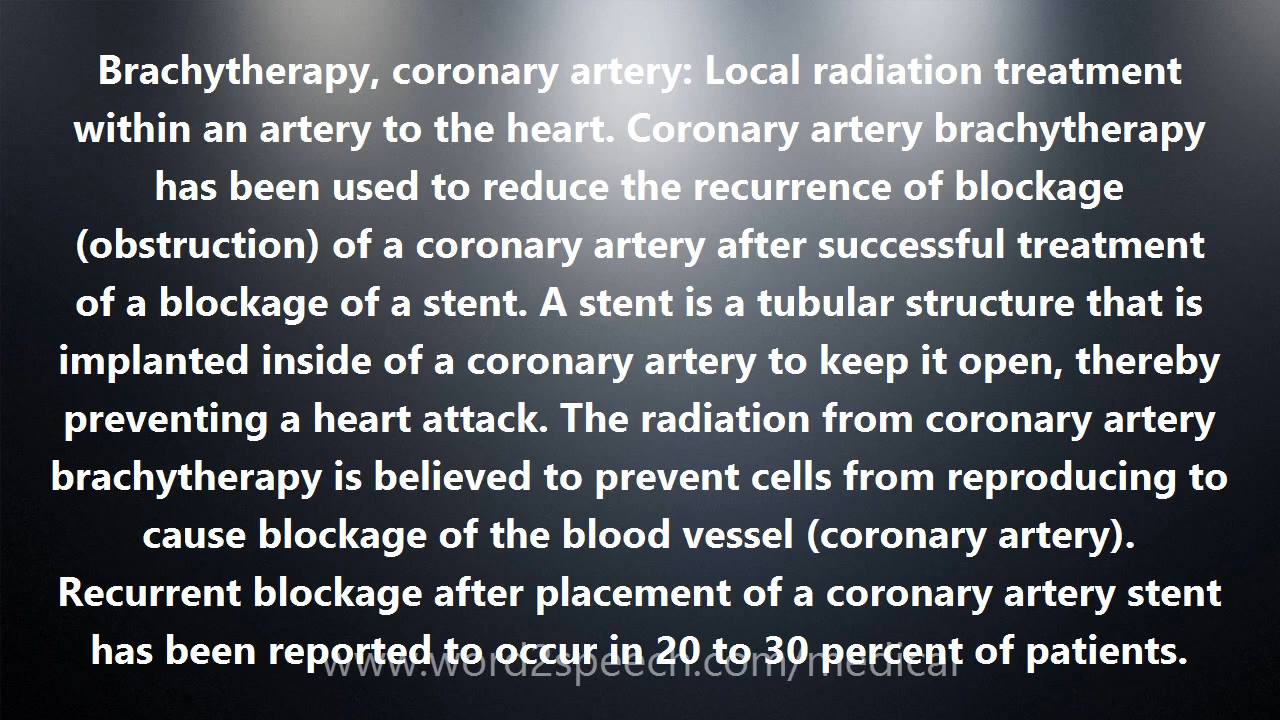 Brachytherapy, coronary artery: Local radiation treatment
within an artery to the heart. Coronary artery brachytherapy
has been used to reduce the recurrence of blockage
(obstruction) of a coronary artery after successful treatment
of a blockage of a stent. A stent is a tubular structure that is
implanted inside of a coronary artery to keep it open, thereby
preventing a heart attack. The radiation from coronary artery
brachytherapy is believed to prevent cells from reproducing to
cause blockage of the blood vessel (coronary artery).
Recurrent blockage after placement of a coronary artery stent
has been reported to occur in 20 to 30 percent of patients.
www.word2speech.com/medical